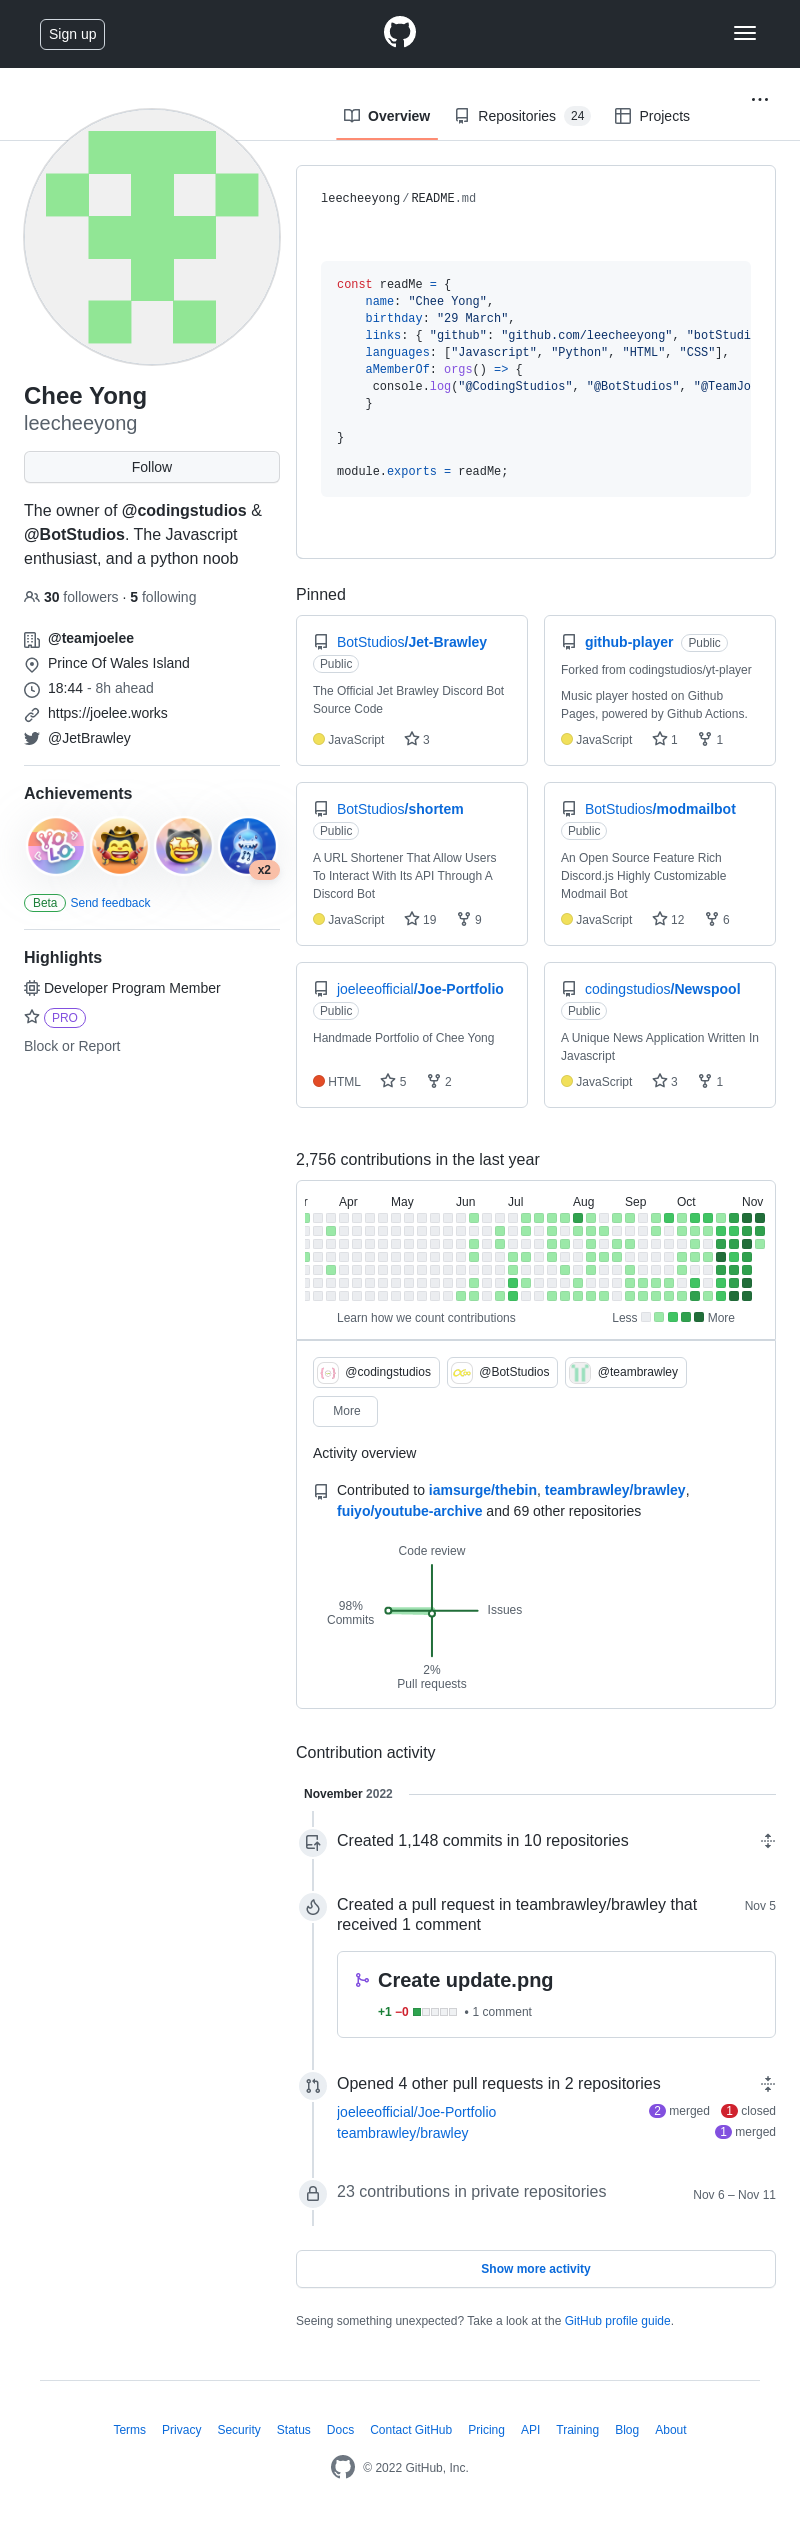 Sign up
Overview
Repositories 24
Projects
leecheeyong/README.md
const readMe = {
name: "Chee Yong",
birthday: "29 March",
links: { "github": "github.com/leecheeyong", "botStudi
languages: ["Javascript", "Python", "HTML", "CSS"],
aMemberOf: orgs() => {
console.log("@CodingStudios", "@BotStudios", "@TeamJo
}
}
module.exports = readMe;
Chee Yong
leecheeyong
Follow
The owner of @codingstudios &
@BotStudios. The Javascript
enthusiast, and a python noob
30 followers · 5 following
@teamjoelee
Prince Of Wales Island
18:44 - 8h ahead
https://joelee.works
@JetBrawley
Achievements
YOLO
x2
Beta Send feedback
Highlights
Developer Program Member
PRO
Block or Report
Pinned
BotStudios/Jet-Brawley
Public
The Official Jet Brawley Discord Bot
Source Code
JavaScript 3
github-player Public
Forked from codingstudios/yt-player
Music player hosted on Github
Pages, powered by Github Actions.
JavaScript 1 1
BotStudios/shortem
Public
A URL Shortener That Allow Users
To Interact With Its API Through A
Discord Bot
JavaScript 19 9
BotStudios/modmailbot
Public
An Open Source Feature Rich
Discord.js Highly Customizable
Modmail Bot
JavaScript 12 6
joeleeofficial/Joe-Portfolio
Public
Handmade Portfolio of Chee Yong
HTML 5 2
codingstudios/Newspool
Public
A Unique News Application Written In
Javascript
JavaScript 3 1
2,756 contributions in the last year
r Apr May Jun Jul Aug Sep Oct Nov
Learn how we count contributions
Less More
@codingstudios @BotStudios @teambrawley
More
Activity overview
Contributed to iamsurge/thebin, teambrawley/brawley,
fuiyo/youtube-archive and 69 other repositories
Code review
98%
Commits
Issues
2%
Pull requests
Contribution activity
November 2022
Created 1,148 commits in 10 repositories
Created a pull request in teambrawley/brawley that
received 1 comment
Nov 5
Create update.png
+1 −0 • 1 comment
Opened 4 other pull requests in 2 repositories
joeleeofficial/Joe-Portfolio 2 merged 1 closed
teambrawley/brawley 1 merged
23 contributions in private repositories Nov 6 – Nov 11
Show more activity
Seeing something unexpected? Take a look at the GitHub profile guide.
Terms Privacy Security Status Docs Contact GitHub Pricing API Training Blog About
© 2022 GitHub, Inc.